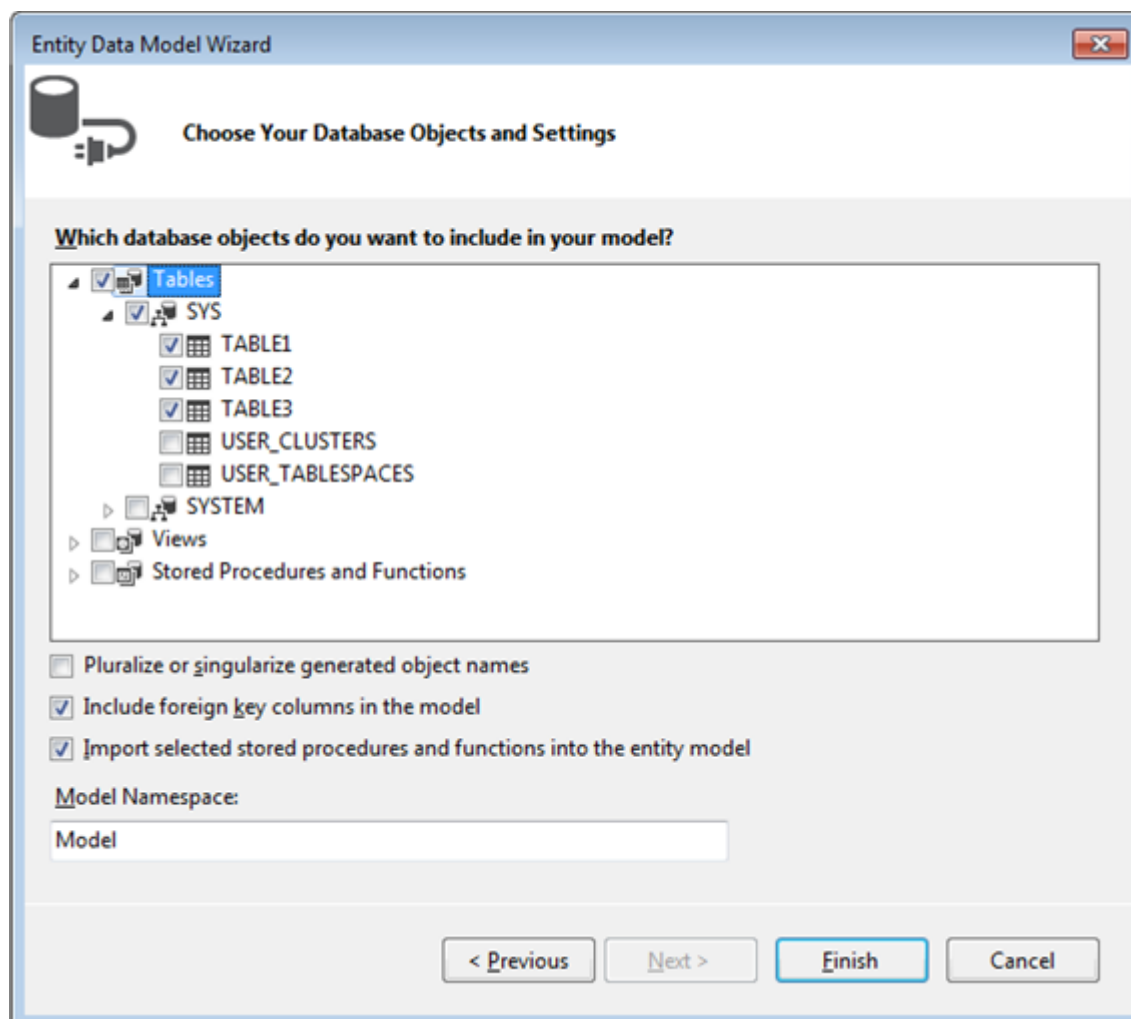 Entity Data Model Wizard
Choose Your Database Objects and Settings
Which database objects do you want to include in your model?
Tables
SYS
TABLE1
TABLE2
TABLE3
USER_CLUSTERS
USER_TABLESPACES
SYSTEM
Views
Stored Procedures and Functions
Pluralize or singularize generated object names
Include foreign key columns in the model
Import selected stored procedures and functions into the entity model
Model Namespace:
Model
< Previous Next > Finish Cancel